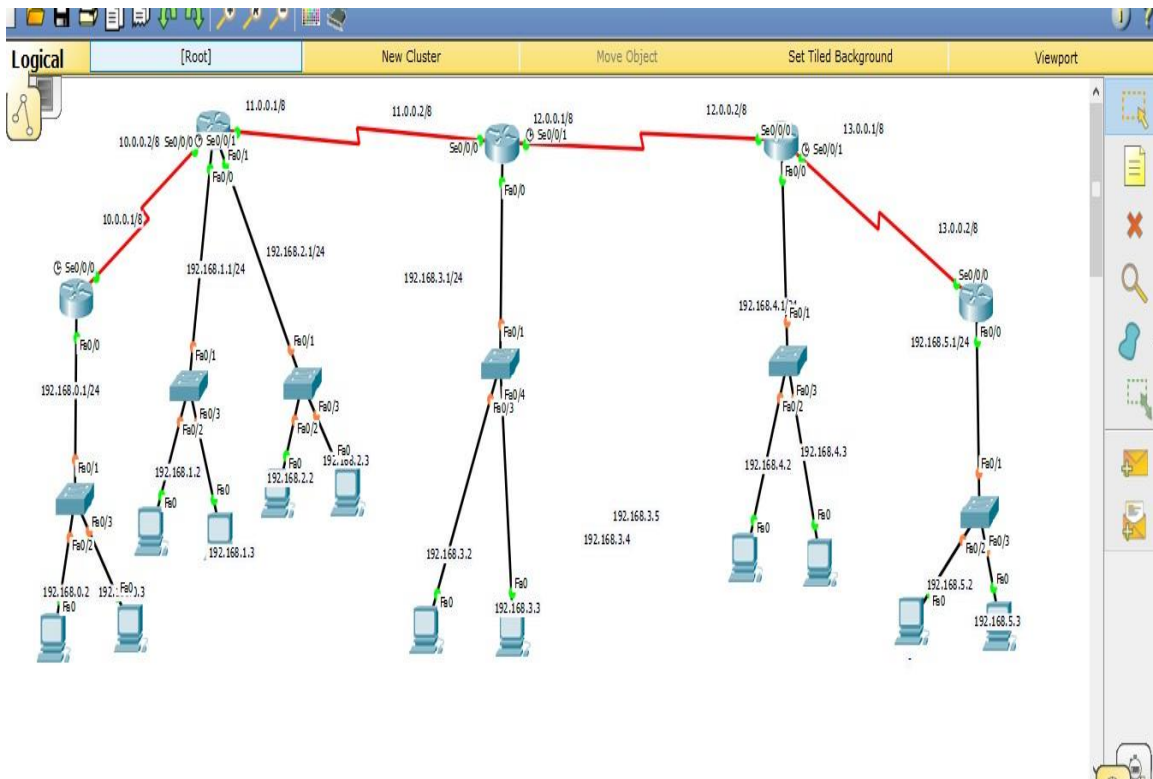 Logical
[Root]
New Cluster
Move Object
Set Tiled Background
Viewport
11.0.0.1/8
11.0.0.2/8
12.0.0.1/8
12.0.0.2/8
13.0.0.1/8
10.0.0.2/8
Se0/0/0
Se0/0/1
Fa0/1
Fa0/0
Se0/0/0
Se0/0/1
Fa0/0
Se0/0/0
Se0/0/1
Fa0/0
10.0.0.1/8
13.0.0.2/8
Se0/0/0
Fa0/0
192.168.1.1/24
192.168.2.1/24
192.168.3.1/24
Se0/0/0
Fa0/0
192.168.4.1/
192.168.5.1/24
192.168.0.1/24
Fa0/1
Fa0/1
Fa0/1
Fa0/1
Fa0/3
Fa0/2
Fa0/3
Fa0/2
Fa0/4
Fa0/3
Fa0/3
Fa0/2
Fa0/1
Fa0/1
Fa0/3
Fa0/2
Fa0/3
Fa0/2
192.168.1.2
Fa0
Fa0
192.168.1.3
Fa0
192.168.2.2
Fa0
192.168.2.3
192.168.4.2
192.168.4.3
Fa0
Fa0
192.168.3.5
192.168.3.4
192.168.3.2
Fa0
Fa0
192.168.3.3
192.168.0.2
Fa0
Fa0
192.168.5.2
Fa0
Fa0
192.168.5.3